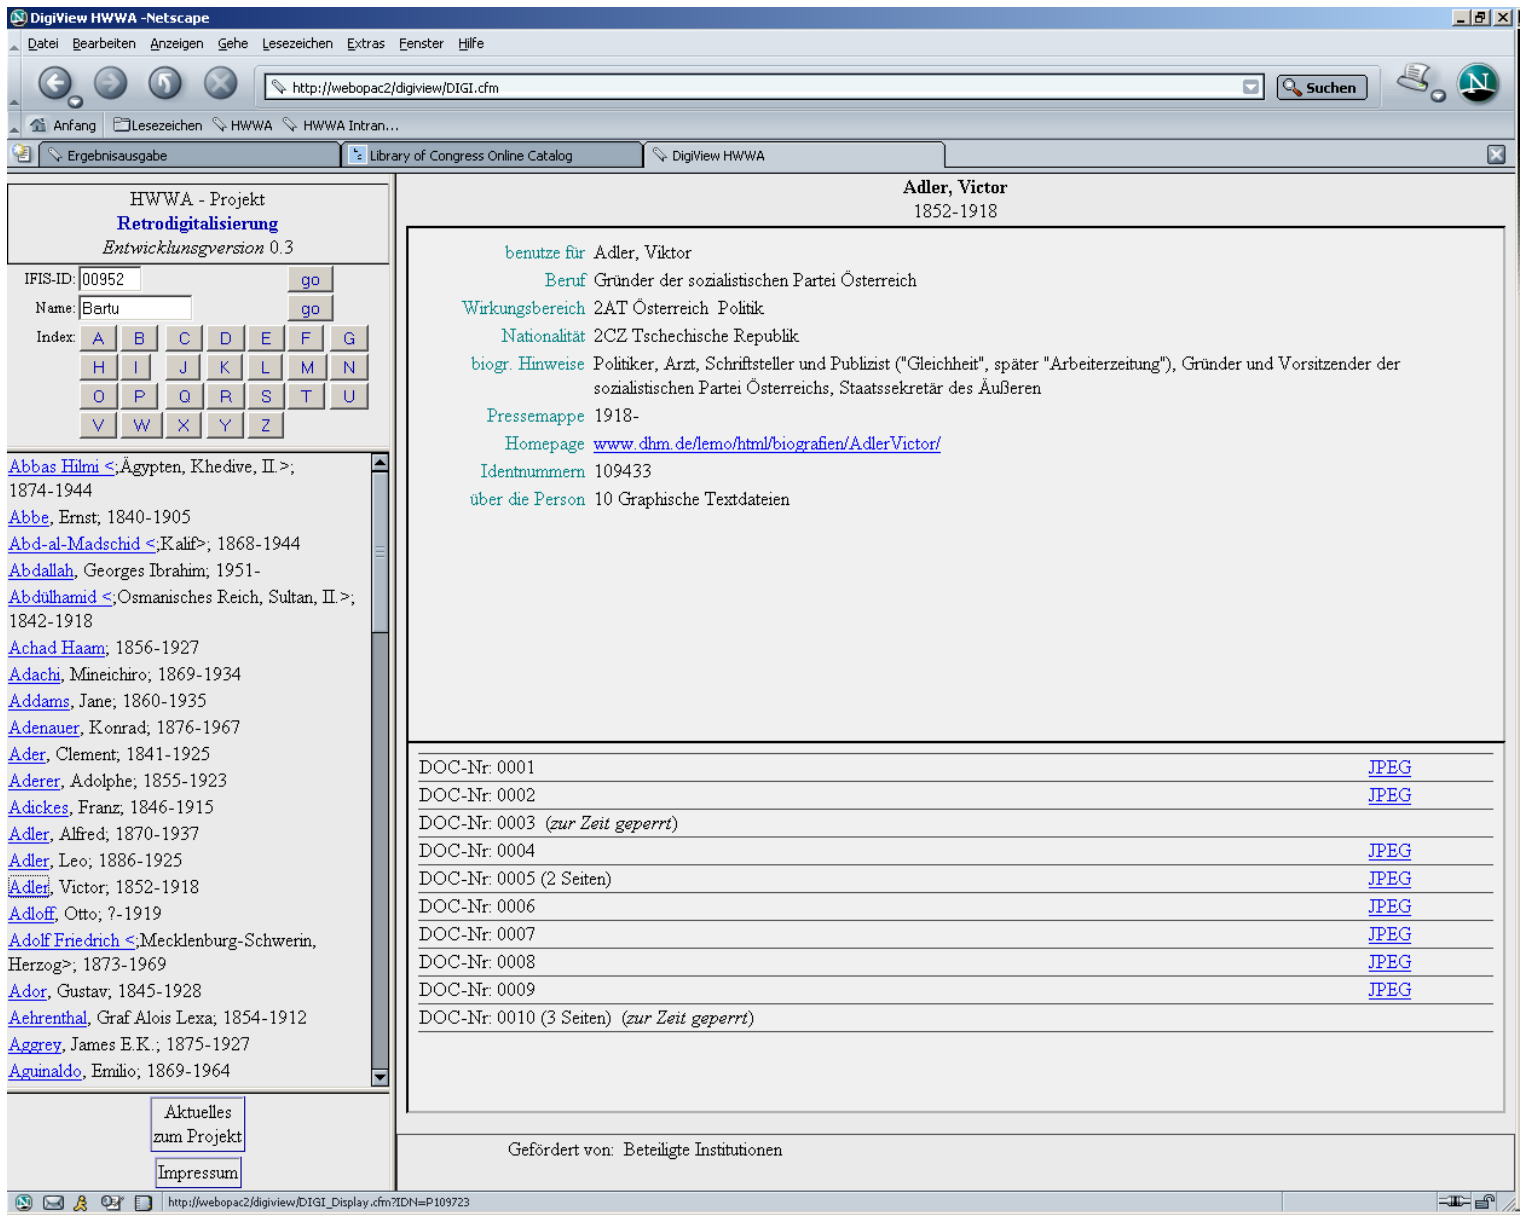 DigiView HWWA -Netscape
Datei Bearbeiten Anzeigen Gehe Lesezeichen Extras Fenster Hilfe
http://webopac2/digiview/DIGI.cfm
Suchen
N
Anfang Lesezeichen HWWA HWWA Intran...
Ergebnisausgabe
Library of Congress Online Catalog
DigiView HWWA
HWWA - Projekt
Retrodigitalisierung
Entwicklunsgversion 0.3
IFIS-ID: 00952 go
Name: Bartu go
Index: A B C D E F G
H I J K L M N
O P Q R S T U
V W X Y Z
Abbas Hilmi <;Ägypten, Khedive, II.>;
1874-1944
Abbe, Ernst; 1840-1905
Abd-al-Madschid <;Kalif>; 1868-1944
Abdallah, Georges Ibrahim; 1951-
Abdülhamid <;Osmanisches Reich, Sultan, II.>;
1842-1918
Achad Haam; 1856-1927
Adachi, Mineichiro; 1869-1934
Addams, Jane; 1860-1935
Adenauer, Konrad; 1876-1967
Ader, Clement; 1841-1925
Aderer, Adolphe; 1855-1923
Adickes, Franz; 1846-1915
Adler, Alfred; 1870-1937
Adler, Leo; 1886-1925
Adler, Victor; 1852-1918
Adloff, Otto; ?-1919
Adolf Friedrich <;Mecklenburg-Schwerin,
Herzog>; 1873-1969
Ador, Gustav; 1845-1928
Aehrenthal, Graf Alois Lexa; 1854-1912
Aggrey, James E.K.; 1875-1927
Aguinaldo, Emilio; 1869-1964
Aktuelles
zum Projekt
Impressum
Adler, Victor
1852-1918
benutze für Adler, Viktor
Beruf Gründer der sozialistischen Partei Österreich
Wirkungsbereich 2AT Österreich Politik
Nationalität 2CZ Tschechische Republik
biogr. Hinweise Politiker, Arzt, Schriftsteller und Publizist ("Gleichheit", später "Arbeiterzeitung"), Gründer und Vorsitzender der
sozialistischen Partei Österreichs, Staatssekretär des Äußeren
Pressemappe 1918-
Homepage www.dhm.de/lemo/html/biografien/AdlerVictor/
Identnummern 109433
über die Person 10 Graphische Textdateien
DOC-Nr: 0001 JPEG
DOC-Nr: 0002 JPEG
DOC-Nr: 0003 (zur Zeit geperrt)
DOC-Nr: 0004 JPEG
DOC-Nr: 0005 (2 Seiten) JPEG
DOC-Nr: 0006 JPEG
DOC-Nr: 0007 JPEG
DOC-Nr: 0008 JPEG
DOC-Nr: 0009 JPEG
DOC-Nr: 0010 (3 Seiten) (zur Zeit geperrt)
Gefördert von: Beteiligte Institutionen
http://webopac2/digiview/DIGI_Display.cfm?IDN=P109723